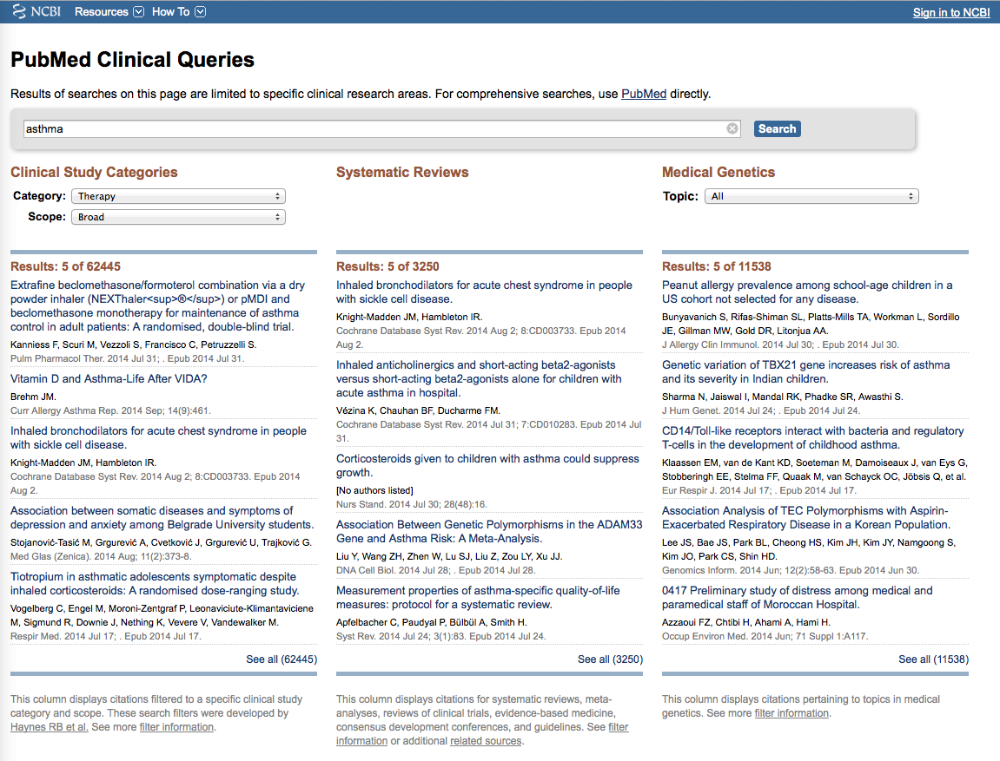 NCBI Resources How To Sign in to NCBI
PubMed Clinical Queries
Results of searches on this page are limited to specific clinical research areas. For comprehensive searches, use PubMed directly.
asthma Search
Clinical Study Categories
Category: Therapy
Scope: Broad
Results: 5 of 62445
Extrafine beclomethasone/formoterol combination via a dry
powder inhaler (NEXThaler<sup>®</sup>) or pMDI and
beclomethasone monotherapy for maintenance of asthma
control in adult patients: A randomised, double-blind trial.
Kanniess F, Scuri M, Vezzoli S, Francisco C, Petruzzelli S.
Pulm Pharmacol Ther. 2014 Jul 31; . Epub 2014 Jul 31.
Vitamin D and Asthma-Life After VIDA?
Brehm JM.
Curr Allergy Asthma Rep. 2014 Sep; 14(9):461.
Inhaled bronchodilators for acute chest syndrome in people
with sickle cell disease.
Knight-Madden JM, Hambleton IR.
Cochrane Database Syst Rev. 2014 Aug 2; 8:CD003733. Epub 2014
Aug 2.
Association between somatic diseases and symptoms of
depression and anxiety among Belgrade University students.
Stojanović-Tasić M, Grgurević A, Cvetković J, Grgurević U, Trajković G.
Med Glas (Zenica). 2014 Aug; 11(2):373-8.
Tiotropium in asthmatic adolescents symptomatic despite
inhaled corticosteroids: A randomised dose-ranging study.
Vogelberg C, Engel M, Moroni-Zentgraf P, Leonaviciute-Klimantaviciene
M, Sigmund R, Downie J, Nething K, Vevere V, Vandewalker M.
Respir Med. 2014 Jul 17; . Epub 2014 Jul 17.
See all (62445)
This column displays citations filtered to a specific clinical study
category and scope. These search filters were developed by
Haynes RB et al. See more filter information.
Systematic Reviews
Results: 5 of 3250
Inhaled bronchodilators for acute chest syndrome in people
with sickle cell disease.
Knight-Madden JM, Hambleton IR.
Cochrane Database Syst Rev. 2014 Aug 2; 8:CD003733. Epub 2014
Aug 2.
Inhaled anticholinergics and short-acting beta2-agonists
versus short-acting beta2-agonists alone for children with
acute asthma in hospital.
Vézina K, Chauhan BF, Ducharme FM.
Cochrane Database Syst Rev. 2014 Jul 31; 7:CD010283. Epub 2014 Jul
31.
Corticosteroids given to children with asthma could suppress
growth.
[No authors listed]
Nurs Stand. 2014 Jul 30; 28(48):16.
Association Between Genetic Polymorphisms in the ADAM33
Gene and Asthma Risk: A Meta-Analysis.
Liu Y, Wang ZH, Zhen W, Lu SJ, Liu Z, Zou LY, Xu JJ.
DNA Cell Biol. 2014 Jul 28; . Epub 2014 Jul 28.
Measurement properties of asthma-specific quality-of-life
measures: protocol for a systematic review.
Apfelbacher C, Paudyal P, Bülbül A, Smith H.
Syst Rev. 2014 Jul 24; 3(1):83. Epub 2014 Jul 24.
See all (3250)
This column displays citations for systematic reviews, meta-
analyses, reviews of clinical trials, evidence-based medicine,
consensus development conferences, and guidelines. See filter
information or additional related sources.
Medical Genetics
Topic: All
Results: 5 of 11538
Peanut allergy prevalence among school-age children in a
US cohort not selected for any disease.
Bunyavanich S, Rifas-Shiman SL, Platts-Mills TA, Workman L, Sordillo
JE, Gillman MW, Gold DR, Litonjua AA.
J Allergy Clin Immunol. 2014 Jul 30; . Epub 2014 Jul 30.
Genetic variation of TBX21 gene increases risk of asthma
and its severity in Indian children.
Sharma N, Jaiswal I, Mandal RK, Phadke SR, Awasthi S.
J Hum Genet. 2014 Jul 24; . Epub 2014 Jul 24.
CD14/Toll-like receptors interact with bacteria and regulatory
T-cells in the development of childhood asthma.
Klaassen EM, van de Kant KD, Soeteman M, Damoiseaux J, van Eys G,
Stobberingh EE, Stelma FF, Quaak M, van Schayck OC, Jöbsis Q, et al.
Eur Respir J. 2014 Jul 17; . Epub 2014 Jul 17.
Association Analysis of TEC Polymorphisms with Aspirin-
Exacerbated Respiratory Disease in a Korean Population.
Lee JS, Bae JS, Park BL, Cheong HS, Kim JH, Kim JY, Namgoong S,
Kim JO, Park CS, Shin HD.
Genomics Inform. 2014 Jun; 12(2):58-63. Epub 2014 Jun 30.
0417 Preliminary study of distress among medical and
paramedical staff of Moroccan Hospital.
Azzaoui FZ, Chtibi H, Ahami A, Hami H.
Occup Environ Med. 2014 Jun; 71 Suppl 1:A117.
See all (11538)
This column displays citations pertaining to topics in medical
genetics. See more filter information.